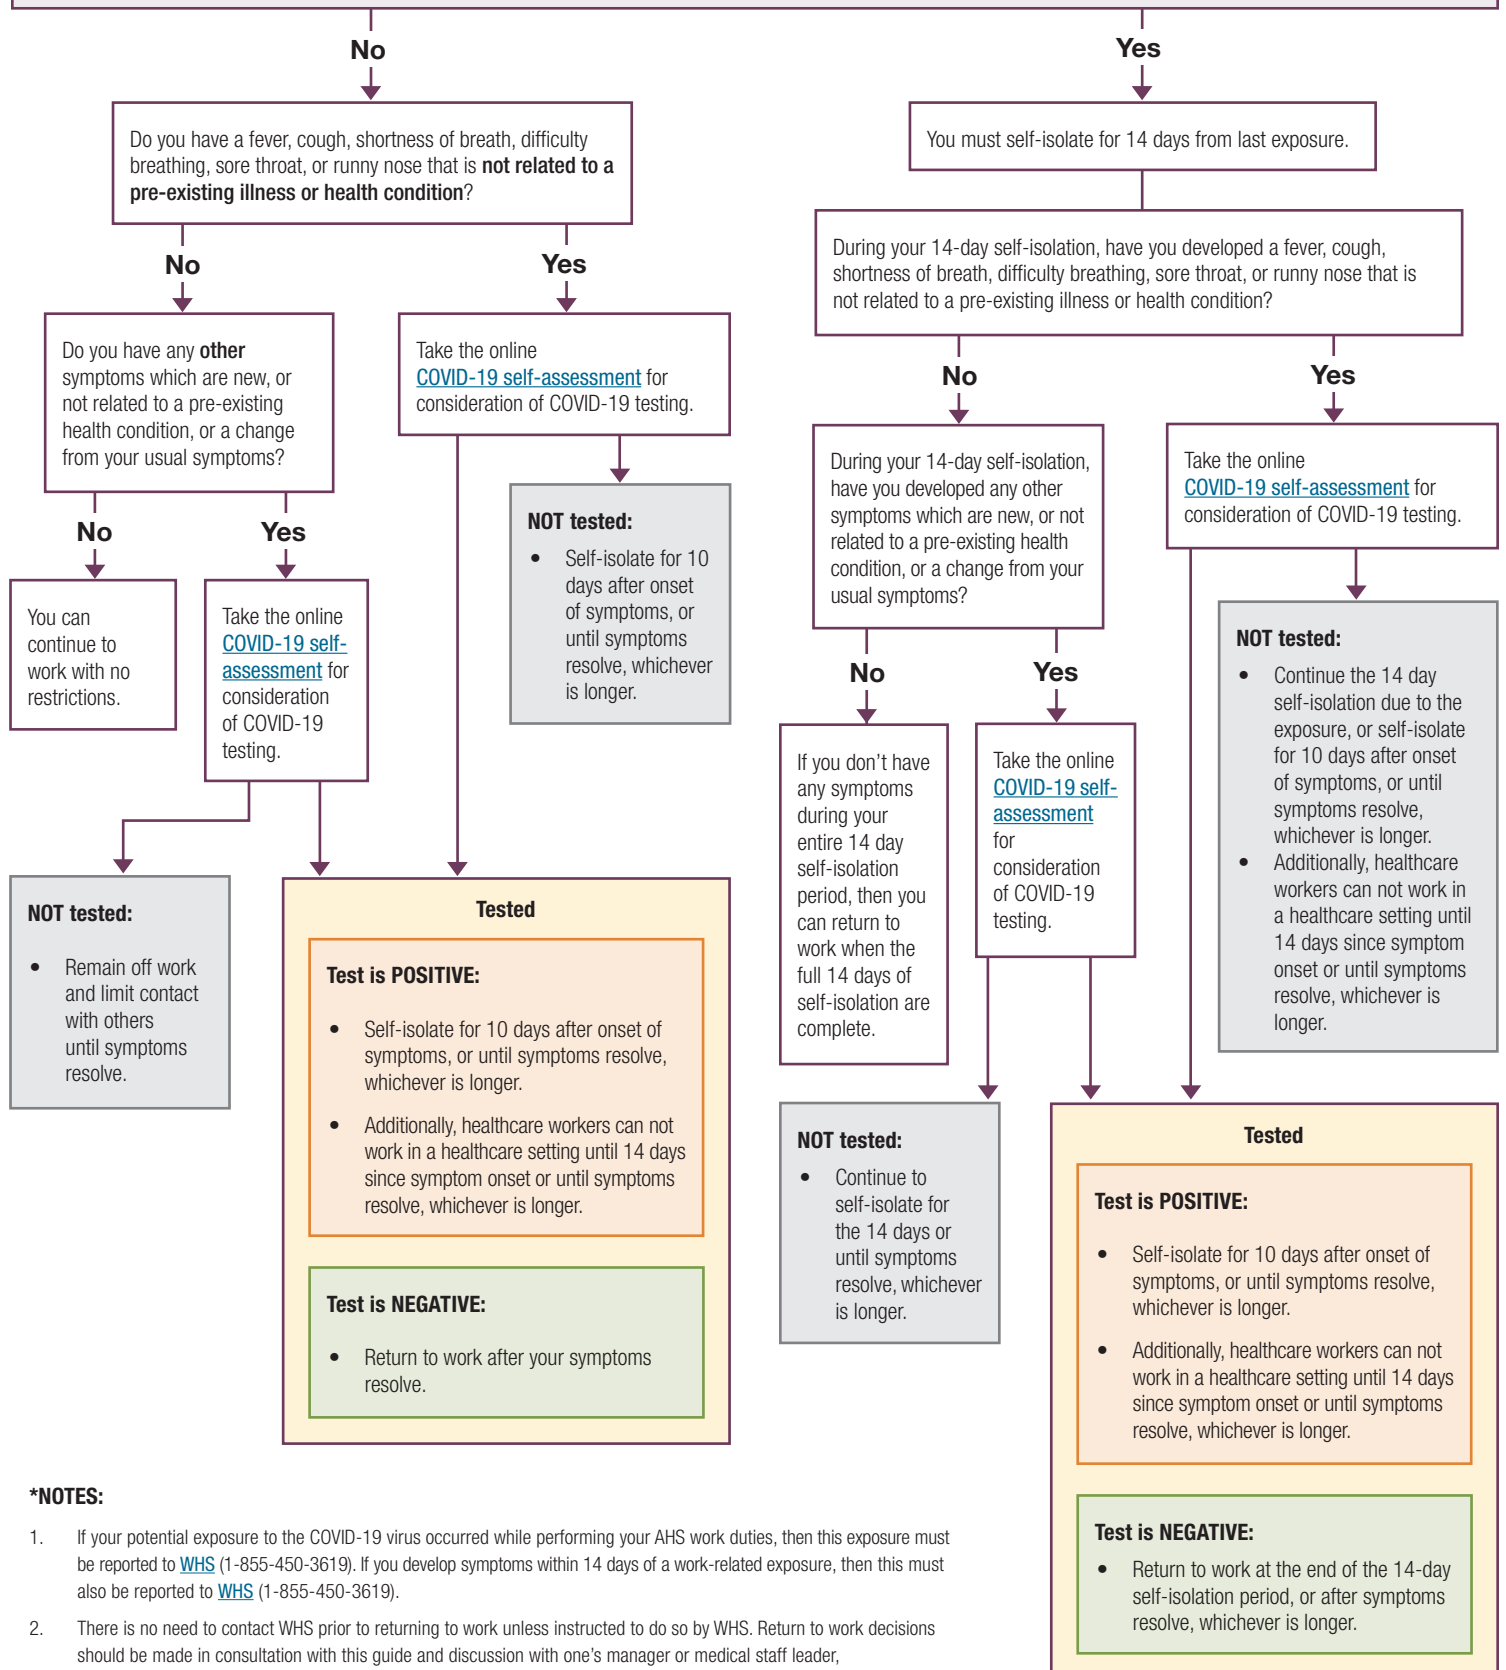 No
Do you have a fever, cough, shortness of breath, difficulty
breathing, sore throat, or runny nose that is not related to a
pre-existing illness or health condition?
No
Do you have any other
symptoms which are new, or
not related to a pre-existing
health condition, or a change
from your usual symptoms?
No
You can
continue to
work with no
restrictions.
Yes
Take the online
COVID-19 self-
assessment for
consideration
of COVID-19
testing.
NOT tested:
• Remain off work
and limit contact
with others
until symptoms
resolve.
Yes
Take the online
COVID-19 self-assessment for
consideration of COVID-19 testing.
NOT tested:
• Self-isolate for 10
days after onset
of symptoms, or
until symptoms
resolve, whichever
is longer.
Tested
Test is POSITIVE:
• Self-isolate for 10 days after onset of
symptoms, or until symptoms resolve,
whichever is longer.
• Additionally, healthcare workers can not
work in a healthcare setting until 14 days
since symptom onset or until symptoms
resolve, whichever is longer.
Test is NEGATIVE:
• Return to work after your symptoms
resolve.
Yes
You must self-isolate for 14 days from last exposure.
During your 14-day self-isolation, have you developed a fever, cough,
shortness of breath, difficulty breathing, sore throat, or runny nose that is
not related to a pre-existing illness or health condition?
No
During your 14-day self-isolation,
have you developed any other
symptoms which are new, or not
related to a pre-existing health
condition, or a change from your
usual symptoms?
No
If you don't have
any symptoms
during your
entire 14 day
self-isolation
period, then you
can return to
work when the
full 14 days of
self-isolation are
complete.
Yes
Take the online
COVID-19 self-
assessment
for
consideration
of COVID-19
testing.
NOT tested:
• Continue to
self-isolate for
the 14 days or
until symptoms
resolve, whichever
is longer.
Yes
Take the online
COVID-19 self-assessment for
consideration of COVID-19 testing.
NOT tested:
• Continue the 14 day
self-isolation due to the
exposure, or self-isolate
for 10 days after onset
of symptoms, or until
symptoms resolve,
whichever is longer.
• Additionally, healthcare
workers can not work in
a healthcare setting until
14 days since symptom
onset or until symptoms
resolve, whichever is
longer.
Tested
Test is POSITIVE:
• Self-isolate for 10 days after onset of
symptoms, or until symptoms resolve,
whichever is longer.
• Additionally, healthcare workers can not
work in a healthcare setting until 14 days
since symptom onset or until symptoms
resolve, whichever is longer.
Test is NEGATIVE:
• Return to work at the end of the 14-day
self-isolation period, or after symptoms
resolve, whichever is longer.
*NOTES:
1. If your potential exposure to the COVID-19 virus occurred while performing your AHS work duties, then this exposure must
be reported to WHS (1-855-450-3619). If you develop symptoms within 14 days of a work-related exposure, then this must
also be reported to WHS (1-855-450-3619).
2. There is no need to contact WHS prior to returning to work unless instructed to do so by WHS. Return to work decisions
should be made in consultation with this guide and discussion with one's manager or medical staff leader,